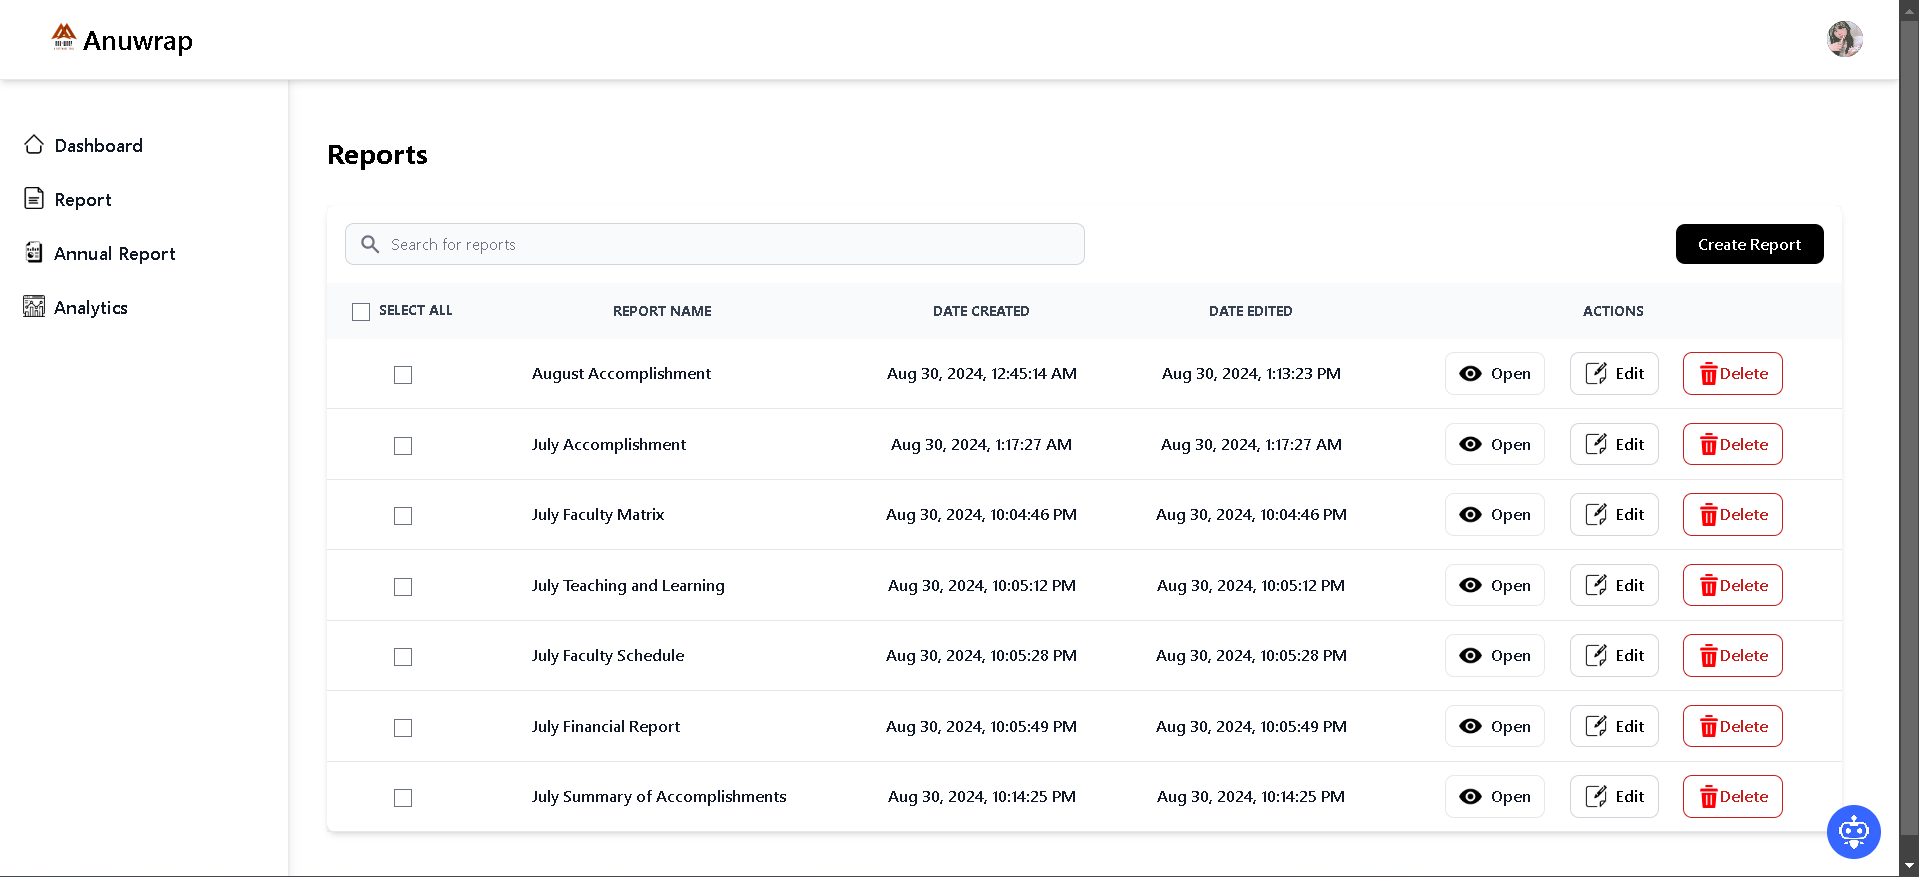 Anuwrap
Dashboard
Report
Annual Report
Analytics
Reports
Search for reports
Create Report
SELECT ALL REPORT NAME DATE CREATED DATE EDITED ACTIONS
August Accomplishment Aug 30, 2024, 12:45:14 AM Aug 30, 2024, 1:13:23 PM Open Edit Delete
July Accomplishment Aug 30, 2024, 1:17:27 AM Aug 30, 2024, 1:17:27 AM Open Edit Delete
July Faculty Matrix Aug 30, 2024, 10:04:46 PM Aug 30, 2024, 10:04:46 PM Open Edit Delete
July Teaching and Learning Aug 30, 2024, 10:05:12 PM Aug 30, 2024, 10:05:12 PM Open Edit Delete
July Faculty Schedule Aug 30, 2024, 10:05:28 PM Aug 30, 2024, 10:05:28 PM Open Edit Delete
July Financial Report Aug 30, 2024, 10:05:49 PM Aug 30, 2024, 10:05:49 PM Open Edit Delete
July Summary of Accomplishments Aug 30, 2024, 10:14:25 PM Aug 30, 2024, 10:14:25 PM Open Edit Delete